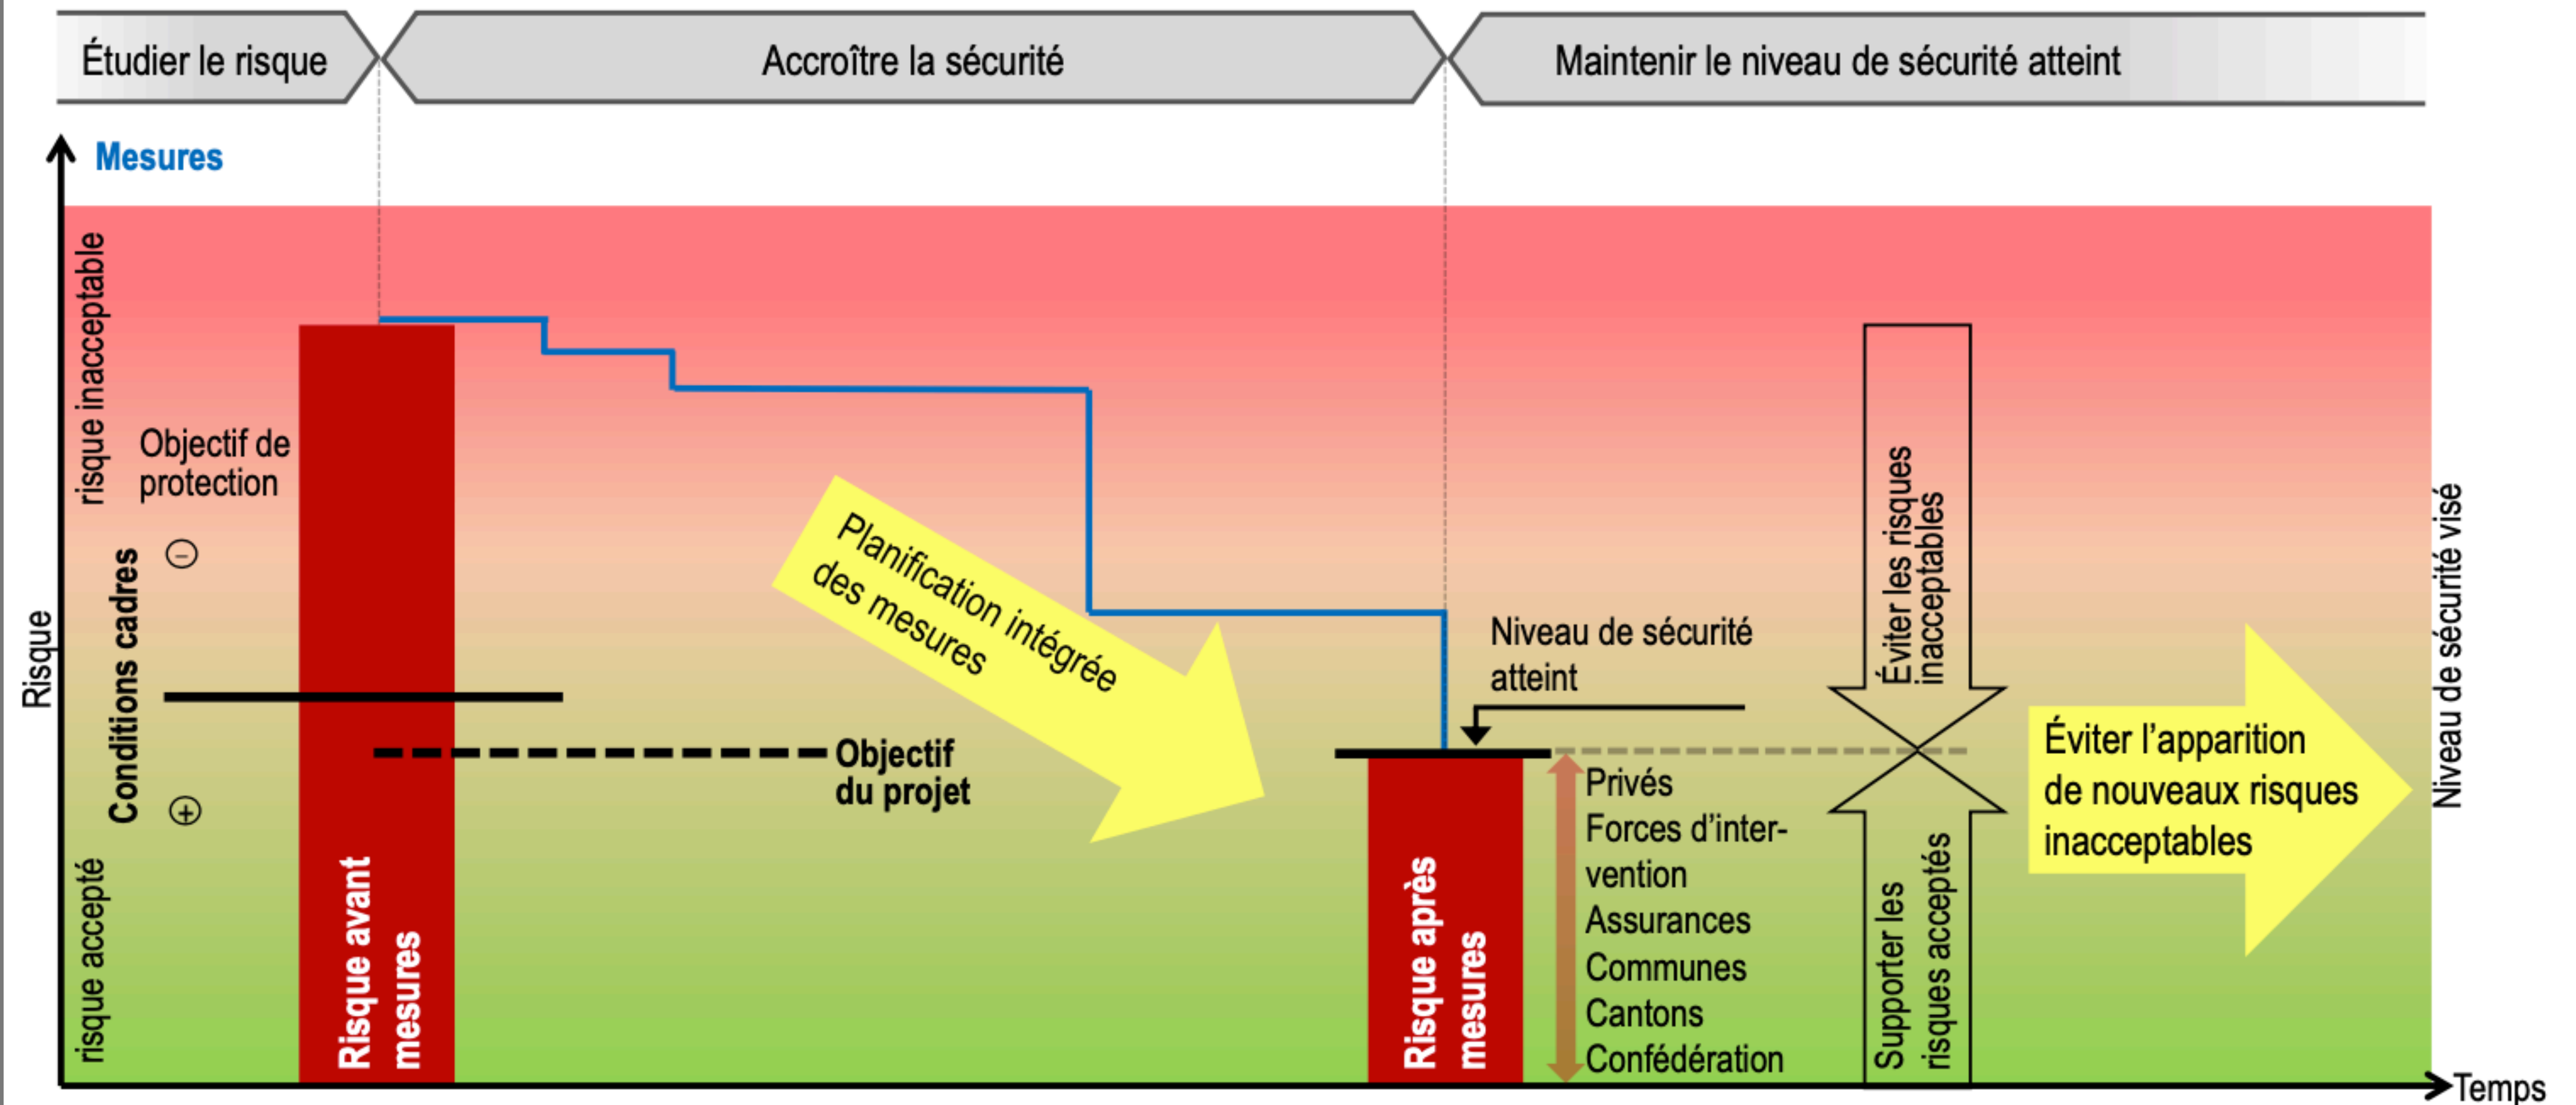 Étudier le risque
Accroître la sécurité
Maintenir le niveau de sécurité atteint
Mesures
risque inacceptable
Objectif de
protection
Conditions cadres
Risque
risque accepté
Risque avant
mesures
Objectif
du projet
Planification intégrée
des mesures
Niveau de sécurité
atteint
Risque après
mesures
Privés
Forces d’inter-
vention
Assurances
Communes
Cantons
Confédération
Éviter les risques
inacceptables
Supporter les
risques acceptés
Éviter l’apparition
de nouveaux risques
inacceptables
Niveau de sécurité visé
Temps